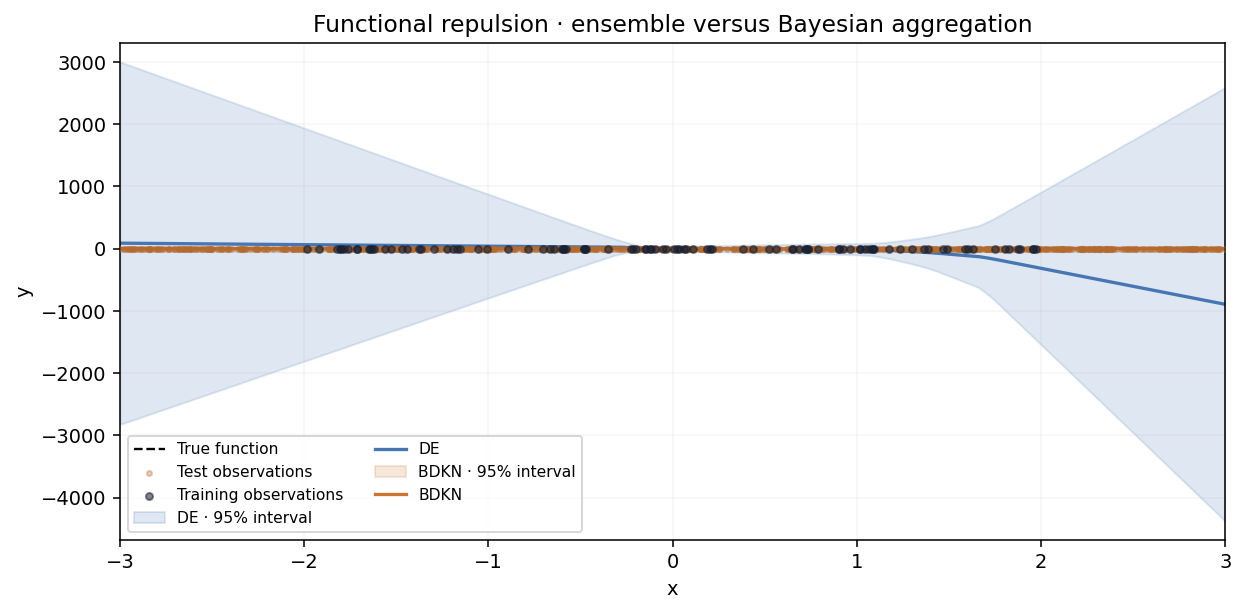 Functional repulsion · ensemble versus Bayesian aggregation
3000
2000
1000
0
−1000
−2000
−3000
−4000
y
True function
Test observations
Training observations
DE · 95% interval
DE
BDKN · 95% interval
BDKN
−3 −2 −1 0 1 2 3
x